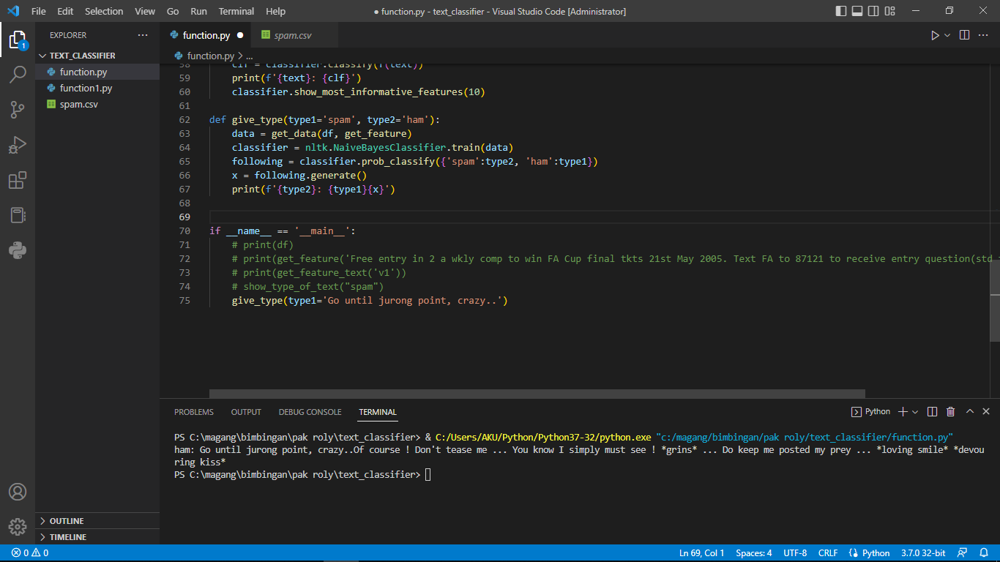 File Edit Selection View Go Run Terminal Help
● function.py - text_classifier - Visual Studio Code [Administrator]
EXPLORER
TEXT_CLASSIFIER
function.py
function1.py
spam.csv
OUTLINE
TIMELINE
1
function.py
spam.csv
function.py > ...
58 clf = classifier.classify(f(text))
59 print(f'{text}: {clf}')
60 classifier.show_most_informative_features(10)
61
62 def give_type(type1='spam', type2='ham'):
63 data = get_data(df, get_feature)
64 classifier = nltk.NaiveBayesClassifier.train(data)
65 following = classifier.prob_classify({'spam':type2, 'ham':type1})
66 x = following.generate()
67 print(f'{type2}: {type1}{x}')
68
69
70 if __name__ == '__main__':
71 # print(df)
72 # print(get_feature('Free entry in 2 a wkly comp to win FA Cup final tkts 21st May 2005. Text FA to 87121 to receive entry question(std
73 # print(get_feature_text('v1'))
74 # show_type_of_text("spam")
75 give_type(type1='Go until jurong point, crazy..')
PROBLEMS OUTPUT DEBUG CONSOLE TERMINAL
Python
PS C:\magang\bimbingan\pak roly\text_classifier> & C:/Users/AKU/Python/Python37-32/python.exe "c:/magang/bimbingan/pak roly/text_classifier/function.py"
ham: Go until jurong point, crazy..Of course ! Don't tease me ... You know I simply must see ! *grins* ... Do keep me posted my prey ... *loving smile* *devou
ring kiss*
PS C:\magang\bimbingan\pak roly\text_classifier>
0 0 Ln 69, Col 1 Spaces: 4 UTF-8 CRLF Python 3.7.0 32-bit